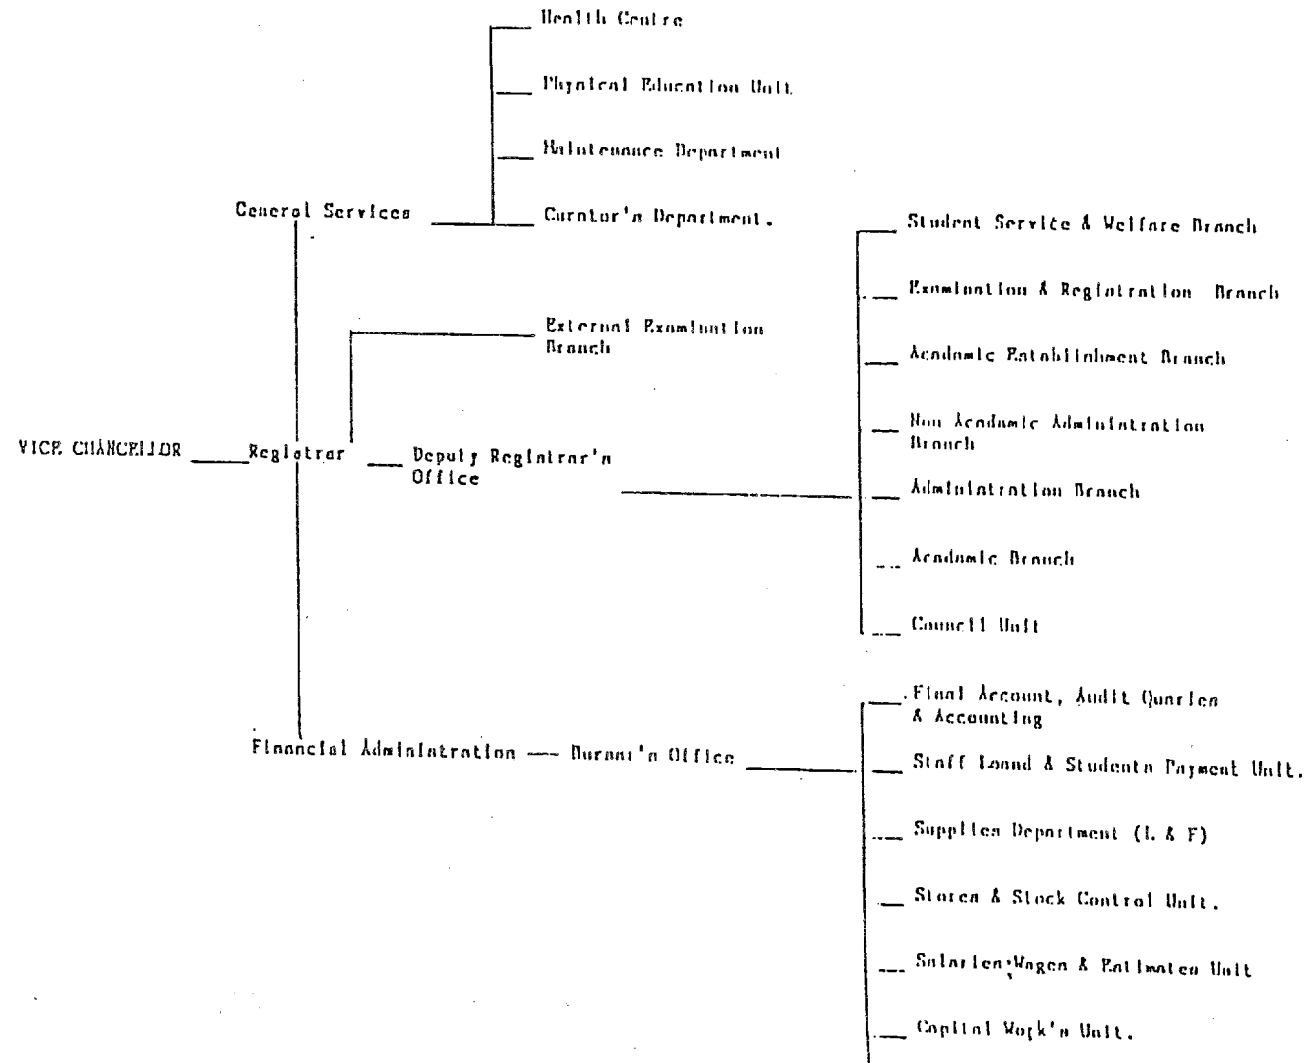 Health Centre
Physical Education Unit
Maintenance Department
General Services
Curator's Department.
Student Service & Welfare Branch
Examination & Registration Branch
External Examination
Branch
Academic Establishment Branch
Non Academic Administration
Branch
VICE CHANCELLOR
Registrar
Deputy Registrar's
Office
Administration Branch
Academic Branch
Council Unit
Final Account, Audit Quaries
& Accounting
Financial Administration
Bursar's Office
Staff Loand & Students Payment Unit.
Supplies Department (L & F)
Stores & Stock Control Unit.
Salaries, Wages & Estimates Unit
Capital Work's Unit.